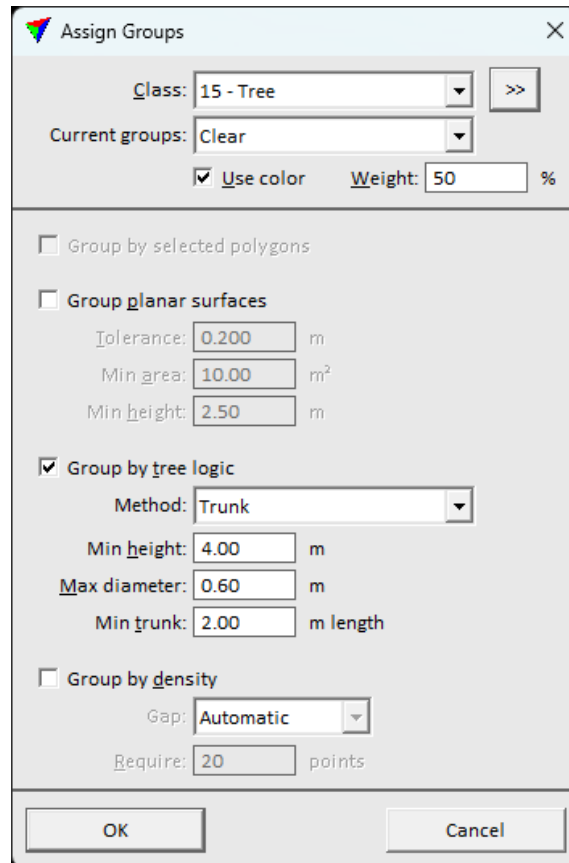 Assign Groups
Class: 15 - Tree >>
Current groups: Clear
Use color Weight: 50 %
Group by selected polygons
Group planar surfaces
Tolerance: 0.200 m
Min area: 10.00 m²
Min height: 2.50 m
Group by tree logic
Method: Trunk
Min height: 4.00 m
Max diameter: 0.60 m
Min trunk: 2.00 m length
Group by density
Gap: Automatic
Require: 20 points
OK Cancel